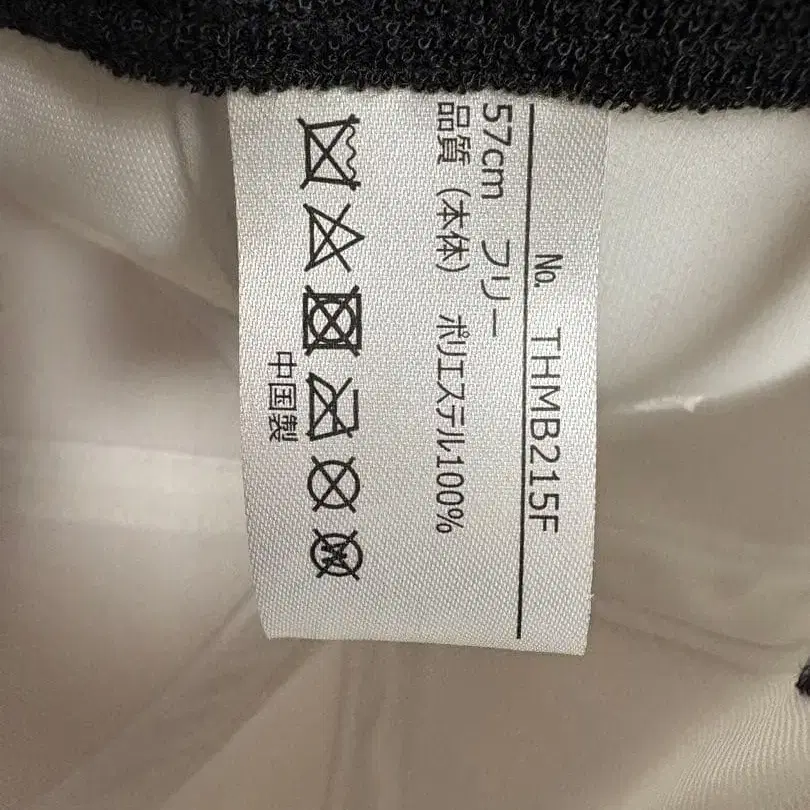 No. THMB215F
57cm フリー
品質（本体） ポリエステル100%
中国製